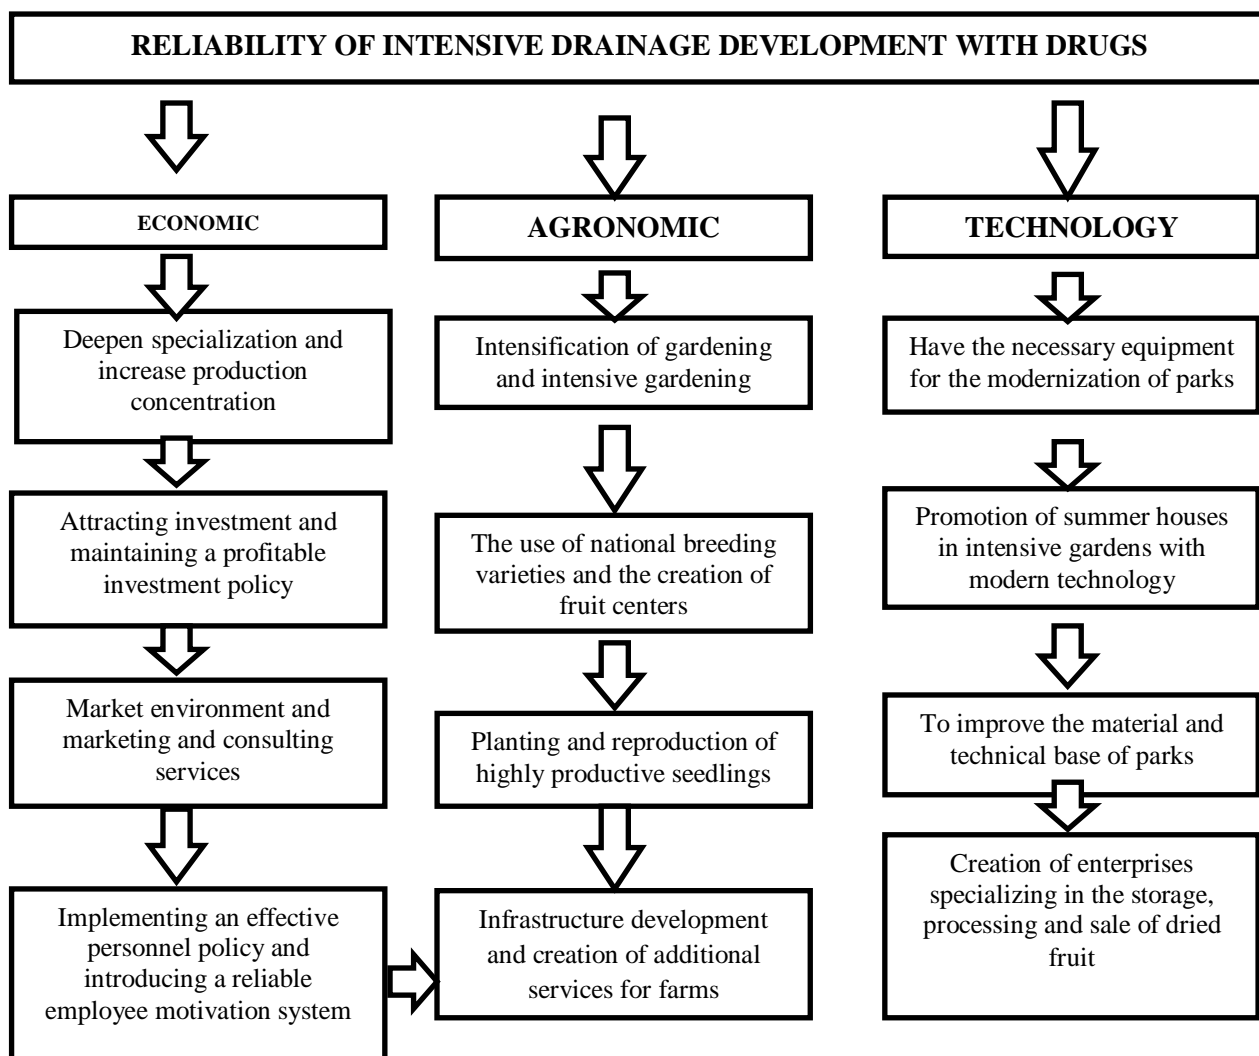 RELIABILITY OF INTENSIVE DRAINAGE DEVELOPMENT WITH DRUGS
ECONOMIC
Deepen specialization and
increase production
concentration
Attracting investment and
maintaining a profitable
investment policy
Market environment and
marketing and consulting
services
Implementing an effective
personnel policy and
introducing a reliable
employee motivation system
AGRONOMIC
Intensification of gardening
and intensive gardening
The use of national breeding
varieties and the creation of
fruit centers
Planting and reproduction of
highly productive seedlings
Infrastructure development
and creation of additional
services for farms
TECHNOLOGY
Have the necessary equipment
for the modernization of parks
Promotion of summer houses
in intensive gardens with
modern technology
To improve the material and
technical base of parks
Creation of enterprises
specializing in the storage,
processing and sale of dried
fruit